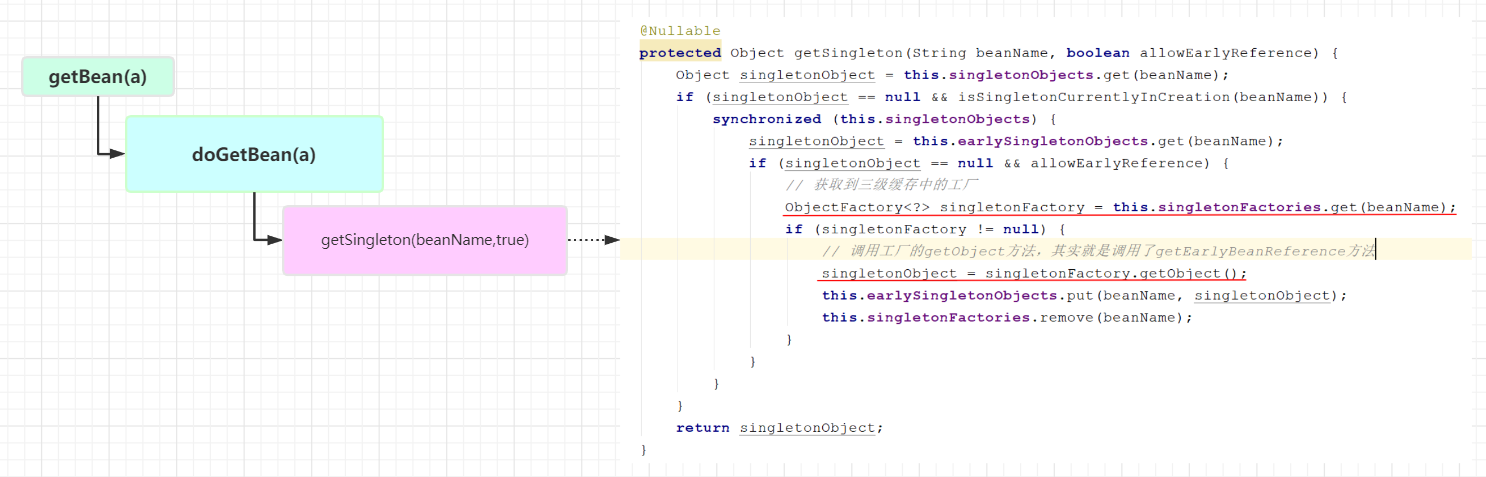 getBean(a)
doGetBean(a)
getSingleton(beanName,true)
@Nullable
protected Object getSingleton(String beanName, boolean allowEarlyReference) {
Object singletonObject = this.singletonObjects.get(beanName);
if (singletonObject == null && isSingletonCurrentlyInCreation(beanName)) {
synchronized (this.singletonObjects) {
singletonObject = this.earlySingletonObjects.get(beanName);
if (singletonObject == null && allowEarlyReference) {
// 获取到三级缓存中的工厂
ObjectFactory<?> singletonFactory = this.singletonFactories.get(beanName);
if (singletonFactory != null) {
// 调用工厂的getObject方法，其实就是调用了getEarlyBeanReference方法
singletonObject = singletonFactory.getObject();
this.earlySingletonObjects.put(beanName, singletonObject);
this.singletonFactories.remove(beanName);
}
}
}
}
return singletonObject;
}